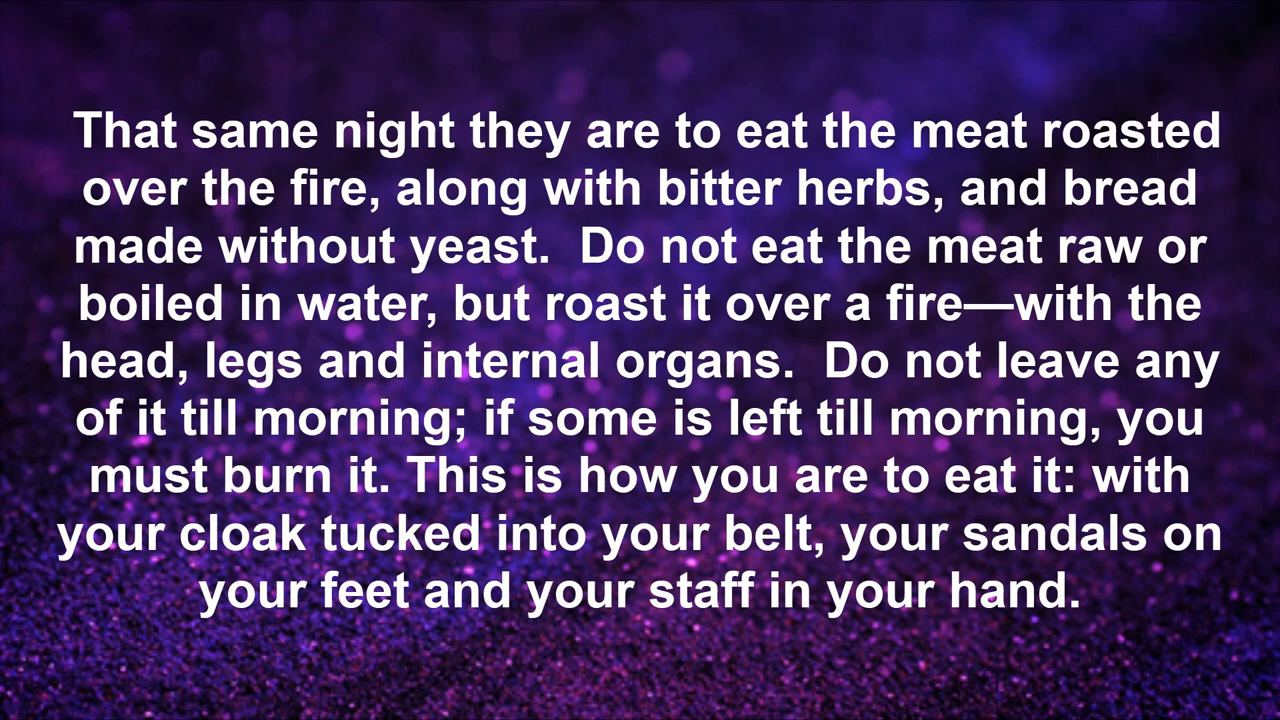 That same night they are to eat the meat roasted
over the fire, along with bitter herbs, and bread
made without yeast.  Do not eat the meat raw or
boiled in water, but roast it over a fire—with the
head, legs and internal organs.  Do not leave any
of it till morning; if some is left till morning, you
must burn it. This is how you are to eat it: with
your cloak tucked into your belt, your sandals on
your feet and your staff in your hand.